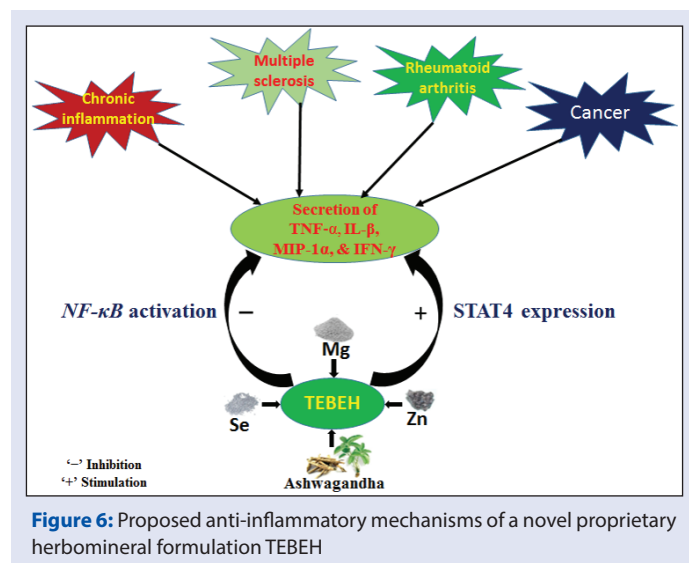 Chronic
inflammation
Multiple
sclerosis
Rheumatoid
arthritis
Cancer
Secretion of
TNF-α, IL-β,
MIP-1α, & IFN-γ
NF-κB activation
−
+
STAT4 expression
Mg
Se
TEBEH
Zn
Ashwagandha
‘−’ Inhibition
‘+’ Stimulation
Figure 6: Proposed anti-inflammatory mechanisms of a novel proprietary
herbomineral formulation TEBEH